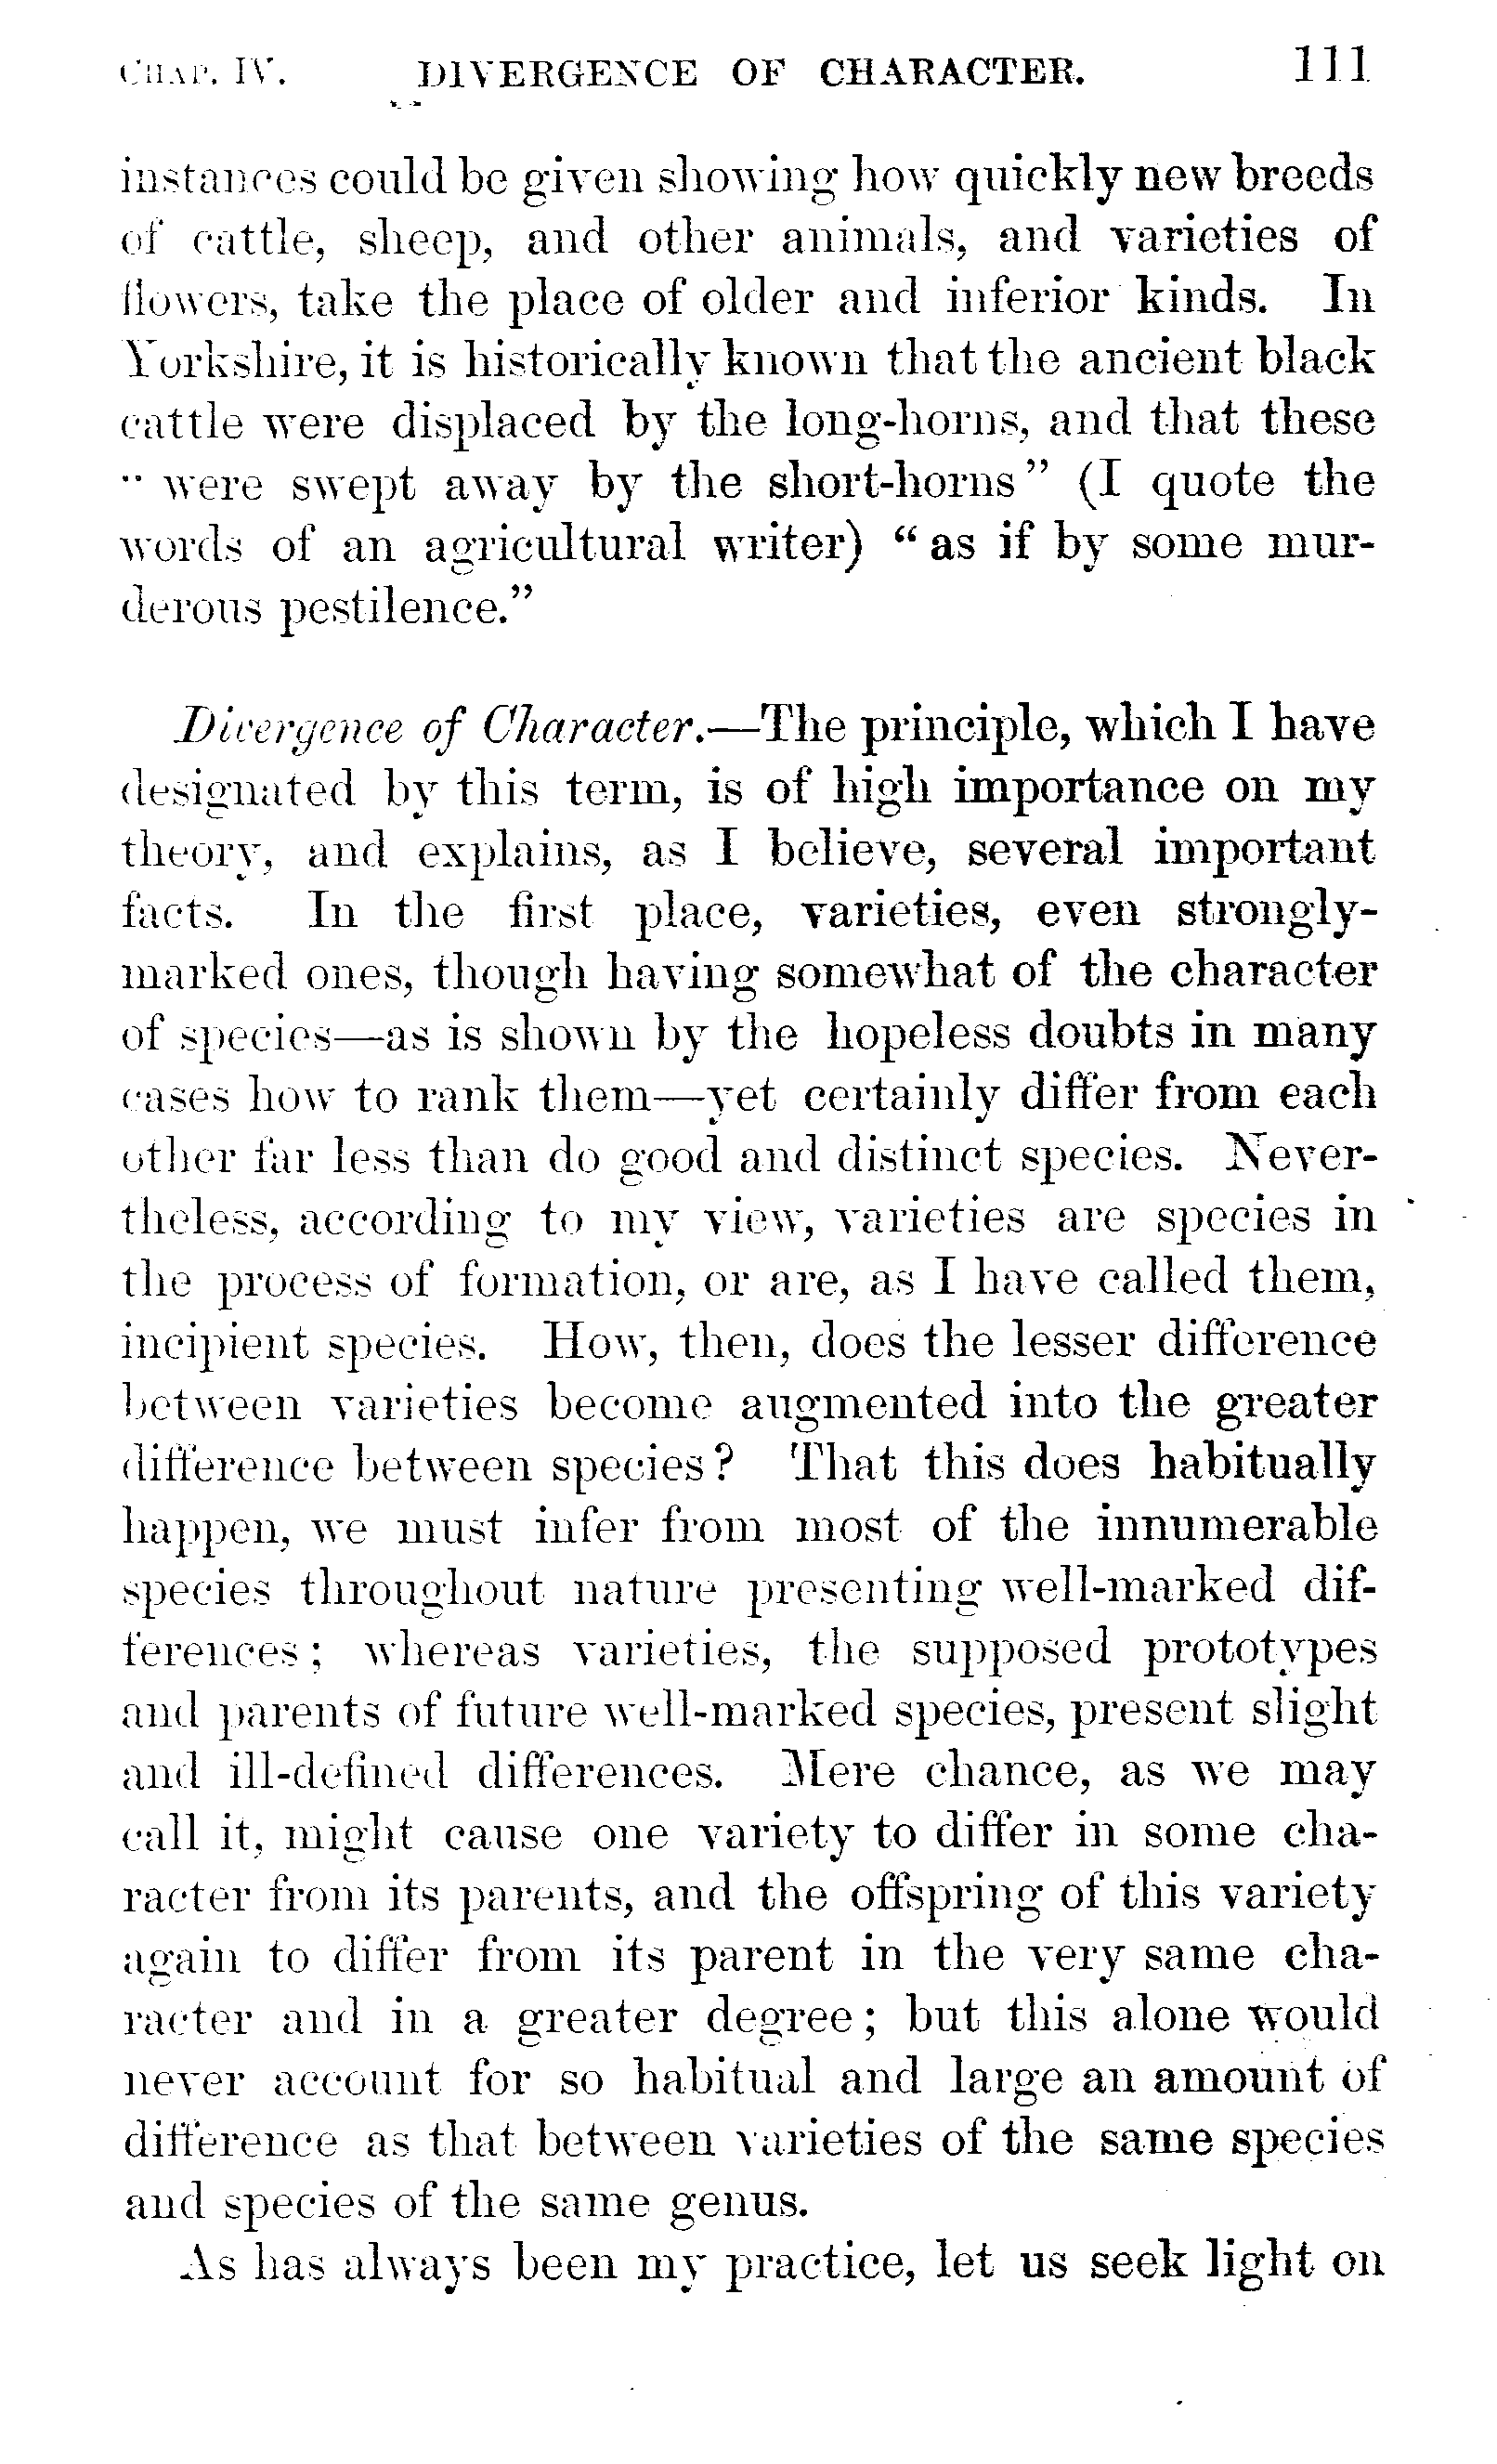 CHAP. IV. DIVERGENCE OF CHARACTER. 111
instances could be given showing how quickly new breeds
of cattle, sheep, and other animals, and varieties of
flowers, take the place of older and inferior kinds. In
Yorkshire, it is historically known that the ancient black
cattle were displaced by the long-horns, and that these
“were swept away by the short-horns” (I quote the
words of an agricultural writer) “as if by some mur-
derous pestilence.”
Divergence of Character.—The principle, which I have
designated by this term, is of high importance on my
theory, and explains, as I believe, several important
facts. In the first place, varieties, even strongly-
marked ones, though having somewhat of the character
of species—as is shown by the hopeless doubts in many
cases how to rank them—yet certainly differ from each
other far less than do good and distinct species. Never-
theless, according to my view, varieties are species in
the process of formation, or are, as I have called them,
incipient species. How, then, does the lesser difference
between varieties become augmented into the greater
difference between species? That this does habitually
happen, we must infer from most of the innumerable
species throughout nature presenting well-marked dif-
ferences; whereas varieties, the supposed prototypes
and parents of future well-marked species, present slight
and ill-defined differences. Mere chance, as we may
call it, might cause one variety to differ in some cha-
racter from its parents, and the offspring of this variety
again to differ from its parent in the very same cha-
racter and in a greater degree; but this alone would
never account for so habitual and large an amount of
difference as that between varieties of the same species
and species of the same genus.
As has always been my practice, let us seek light on